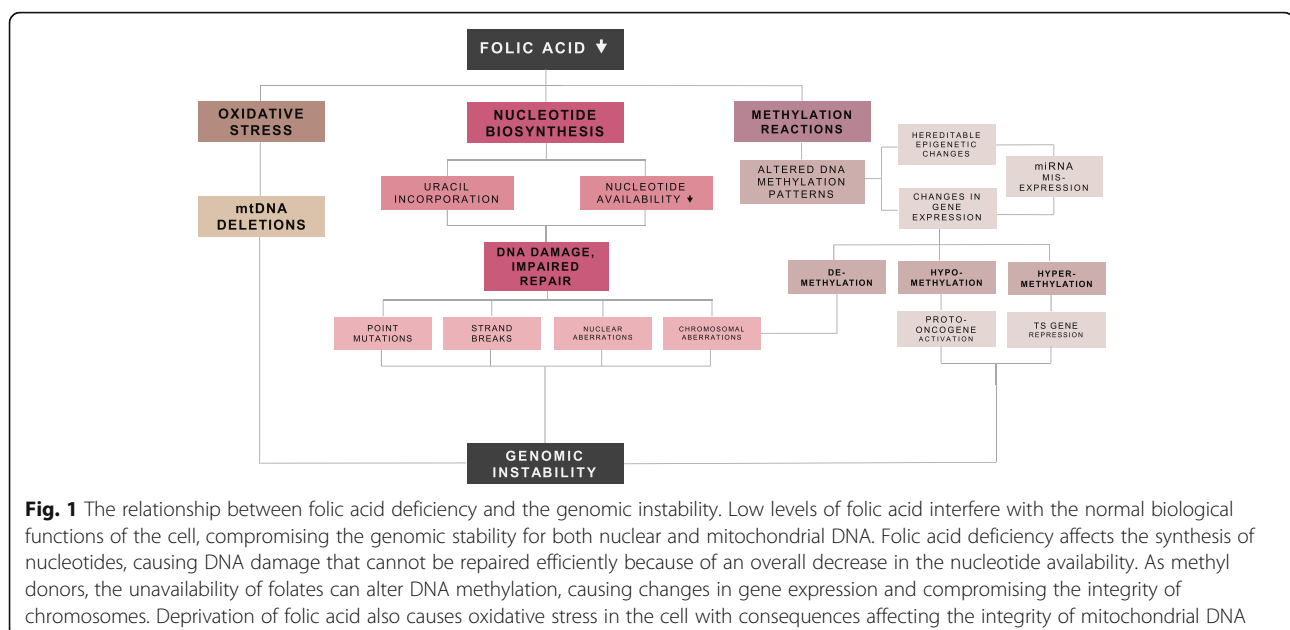 FOLIC ACID ↓
OXIDATIVE
STRESS
NUCLEOTIDE
BIOSYNTHESIS
METHYLATION
REACTIONS
HEREDITABLE
EPIGENETIC
CHANGES
miRNA
MIS-
EXPRESSION
ALTERED DNA
METHYLATION
PATTERNS
URACIL
INCORPORATION
NUCLEOTIDE
AVAILABILITY ↓
CHANGES IN
GENE
EXPRESSION
mtDNA
DELETIONS
DNA DAMAGE,
IMPAIRED
REPAIR
DE-
METHYLATION
HYPO-
METHYLATION
HYPER-
METHYLATION
POINT
MUTATIONS
STRAND
BREAKS
NUCLEAR
ABERRATIONS
CHROMOSOMAL
ABERRATIONS
PROTO-
ONCOGENE
ACTIVATION
TS GENE
REPRESSION
GENOMIC
INSTABILITY
Fig. 1 The relationship between folic acid deficiency and the genomic instability. Low levels of folic acid interfere with the normal biological
functions of the cell, compromising the genomic stability for both nuclear and mitochondrial DNA. Folic acid deficiency affects the synthesis of
nucleotides, causing DNA damage that cannot be repaired efficiently because of an overall decrease in the nucleotide availability. As methyl
donors, the unavailability of folates can alter DNA methylation, causing changes in gene expression and compromising the integrity of
chromosomes. Deprivation of folic acid also causes oxidative stress in the cell with consequences affecting the integrity of mitochondrial DNA